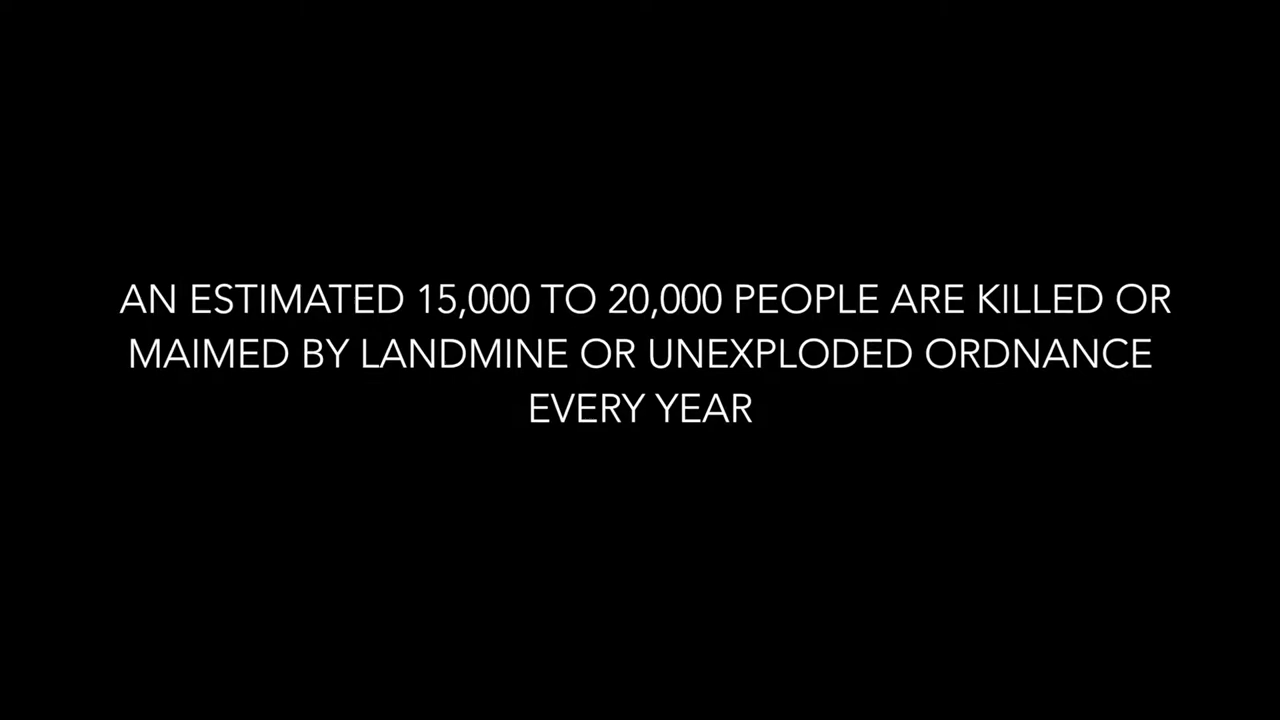 AN ESTIMATED 15,000 TO 20,000 PEOPLE ARE KILLED OR
MAIMED BY LANDMINE OR UNEXPLODED ORDNANCE
EVERY YEAR